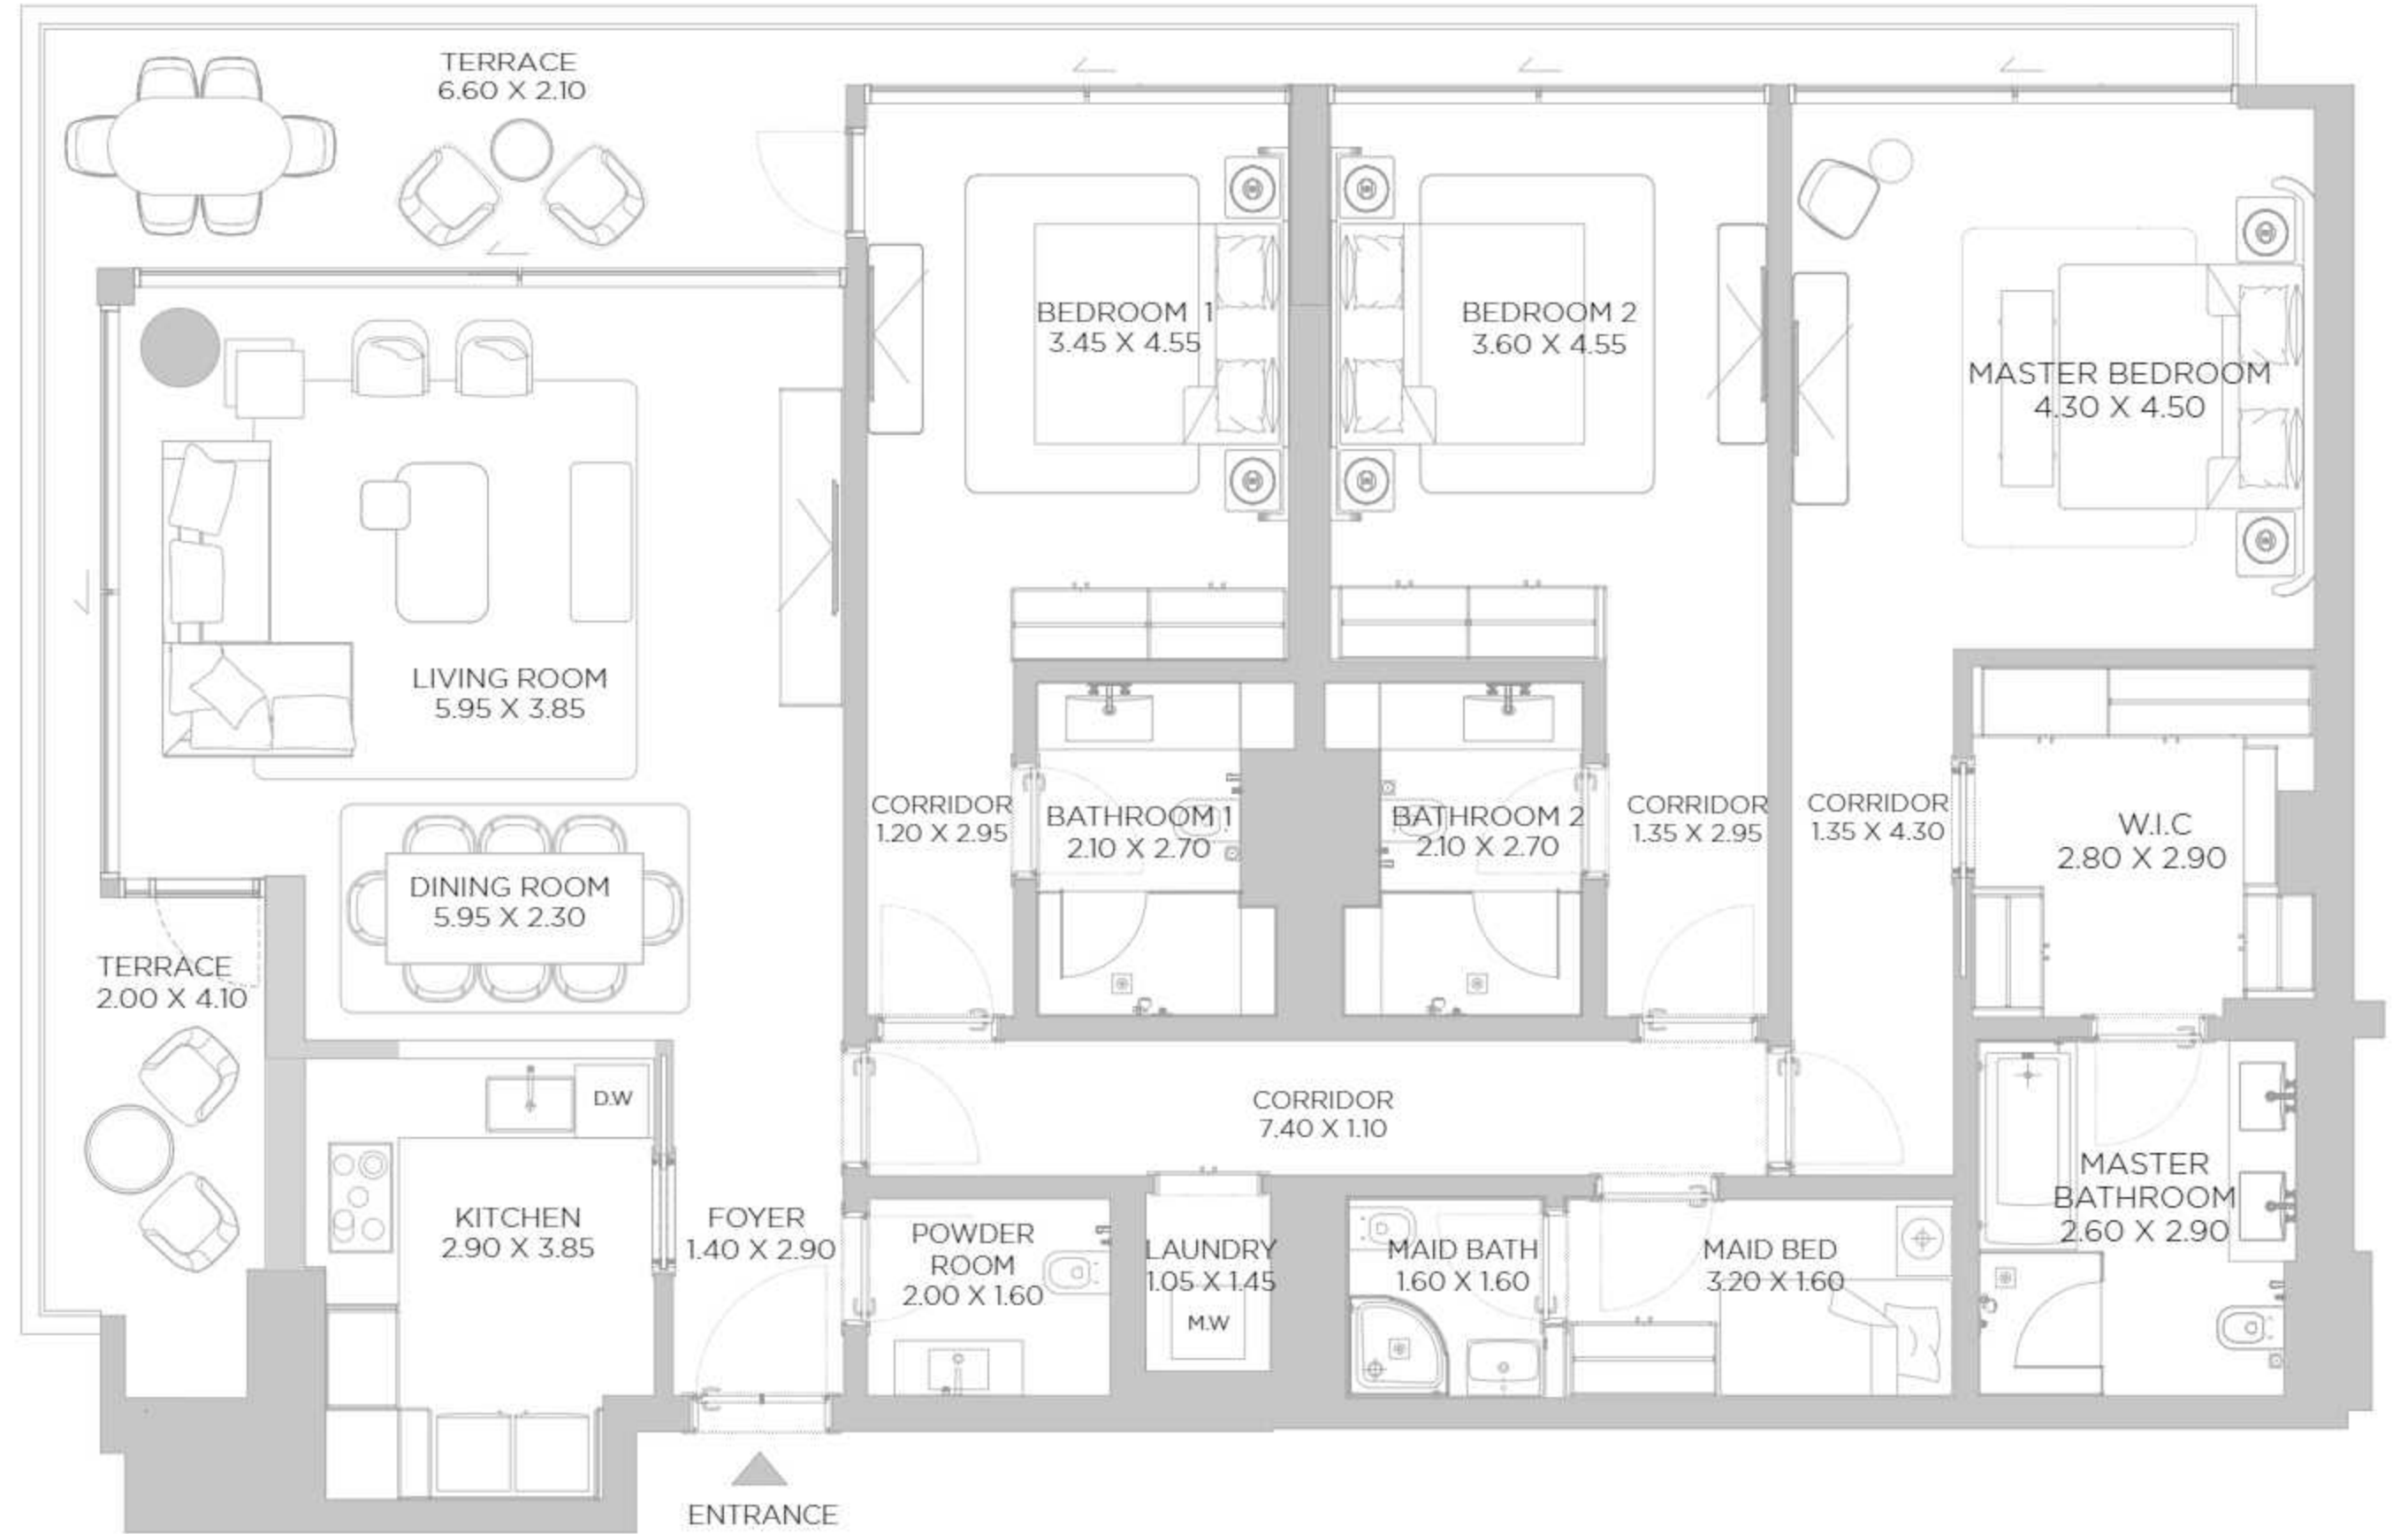 TERRACE
6.60 X 2.10
BEDROOM 1
3.45 X 4.55
BEDROOM 2
3.60 X 4.55
MASTER BEDROOM
4.30 X 4.50
LIVING ROOM
5.95 X 3.85
CORRIDOR
1.20 X 2.95
BATHROOM 1
2.10 X 2.70
BATHROOM 2
2.10 X 2.70
CORRIDOR
1.35 X 2.95
CORRIDOR
1.35 X 4.30
W.I.C
2.80 X 2.90
DINING ROOM
5.95 X 2.30
TERRACE
2.00 X 4.10
D.W
CORRIDOR
7.40 X 1.10
KITCHEN
2.90 X 3.85
FOYER
1.40 X 2.90
POWDER
ROOM
2.00 X 1.60
LAUNDRY
1.05 X 1.45
M.W
MAID BATH
1.60 X 1.60
MAID BED
3.20 X 1.60
MASTER
BATHROOM
2.60 X 2.90
ENTRANCE